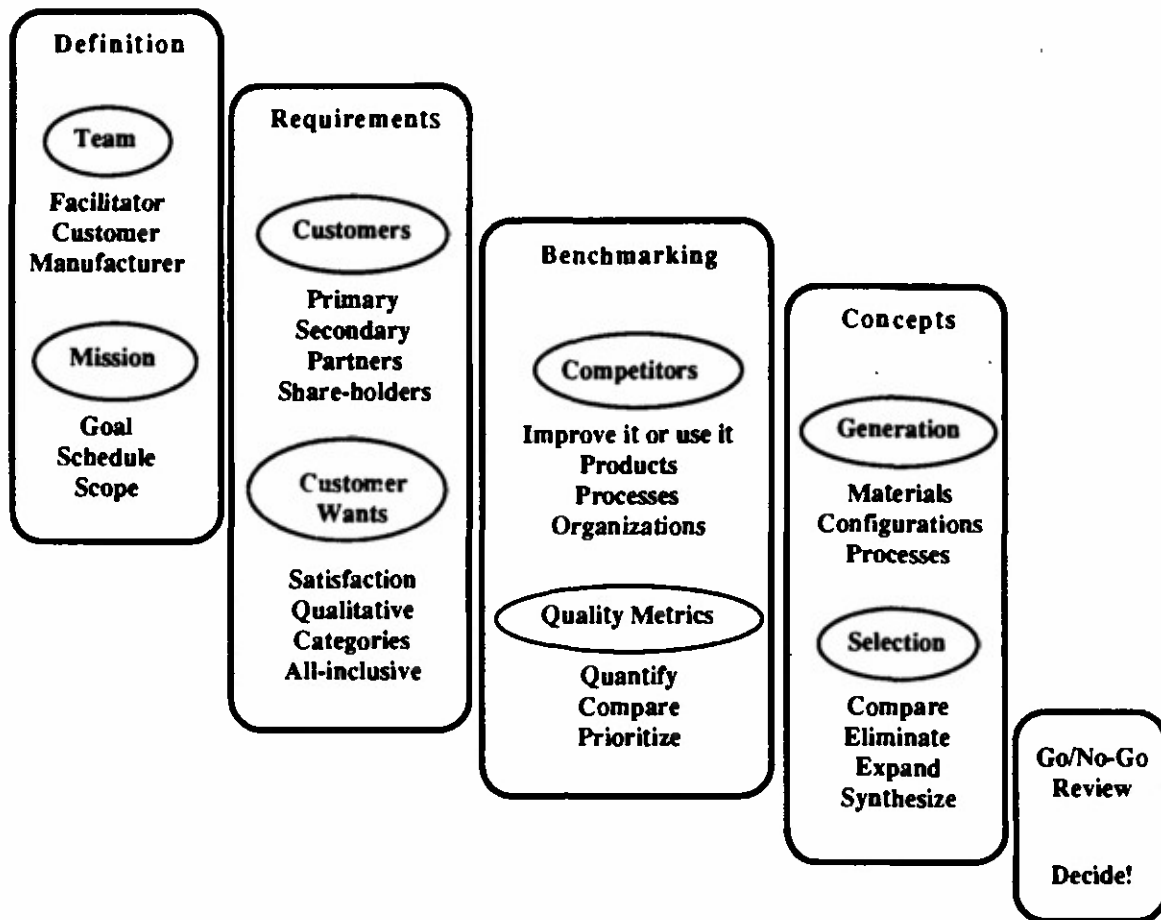 Definition
Team
Facilitator
Customer
Manufacturer
Mission
Goal
Schedule
Scope
Requirements
Customers
Primary
Secondary
Partners
Share-holders
Customer
Wants
Satisfaction
Qualitative
Categories
All-inclusive
Benchmarking
Competitors
Improve it or use it
Products
Processes
Organizations
Quality Metrics
Quantify
Compare
Prioritize
Concepts
Generation
Materials
Configurations
Processes
Selection
Compare
Eliminate
Expand
Synthesize
Go/No-Go
Review
Decide!